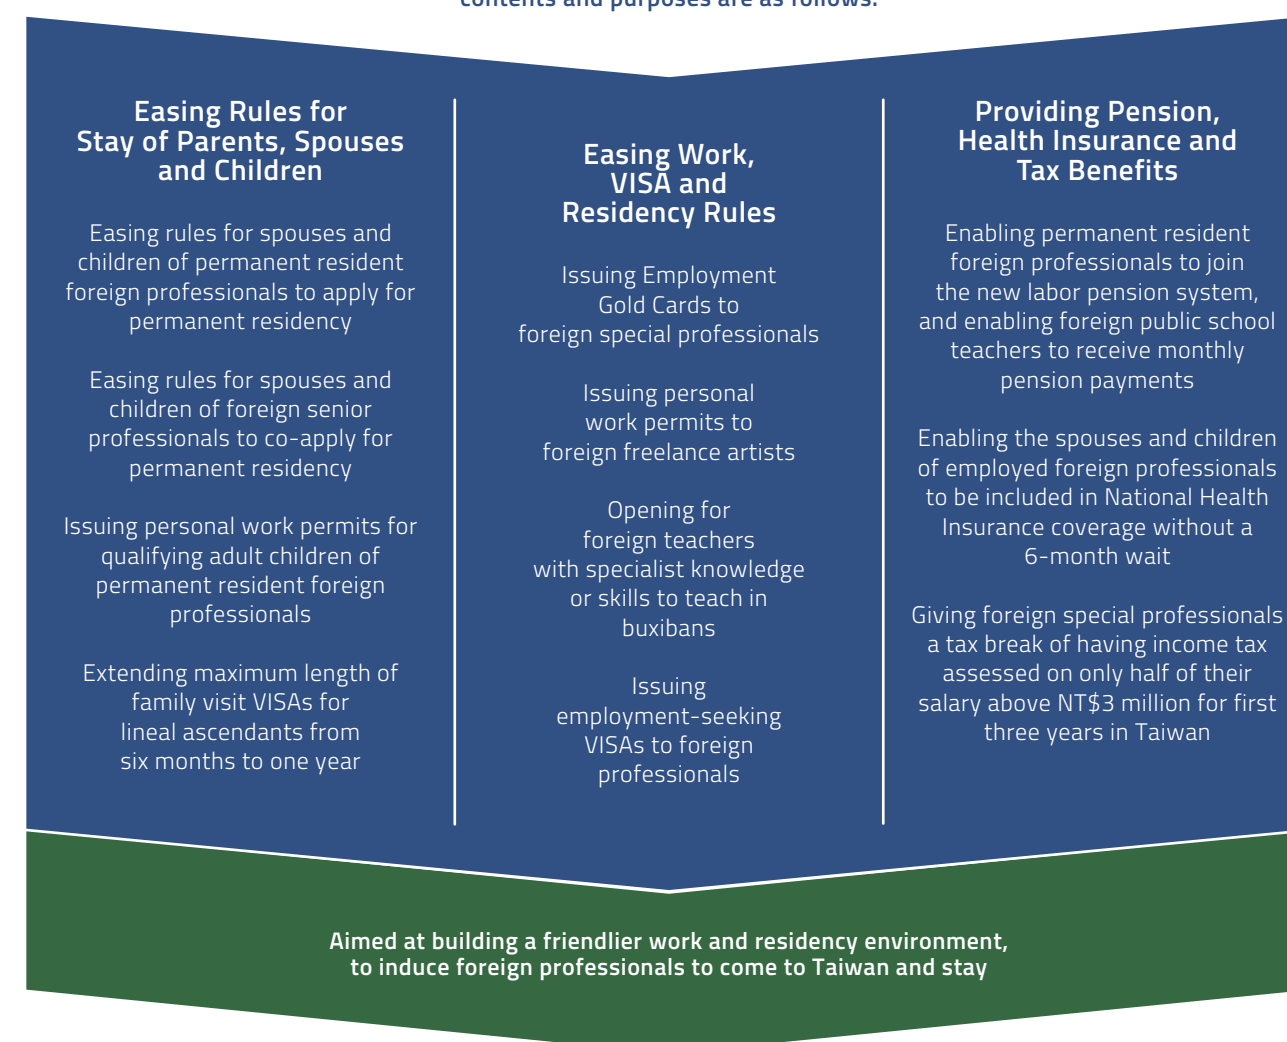 contents and purposes are as follows:
Easing Rules for
Stay of Parents, Spouses
and Children
Easing rules for spouses and
children of permanent resident
foreign professionals to apply for
permanent residency
Easing rules for spouses and
children of foreign senior
professionals to co-apply for
permanent residency
Issuing personal work permits for
qualifying adult children of
permanent resident foreign
professionals
Extending maximum length of
family visit VISAs for
lineal ascendants from
six months to one year
Easing Work,
VISA and
Residency Rules
Issuing Employment
Gold Cards to
foreign special professionals
Issuing personal
work permits to
foreign freelance artists
Opening for
foreign teachers
with specialist knowledge
or skills to teach in
buxibans
Issuing
employment-seeking
VISAs to foreign
professionals
Providing Pension,
Health Insurance and
Tax Benefits
Enabling permanent resident
foreign professionals to join
the new labor pension system,
and enabling foreign public school
teachers to receive monthly
pension payments
Enabling the spouses and children
of employed foreign professionals
to be included in National Health
Insurance coverage without a
6-month wait
Giving foreign special professionals
a tax break of having income tax
assessed on only half of their
salary above NT$3 million for first
three years in Taiwan
Aimed at building a friendlier work and residency environment,
to induce foreign professionals to come to Taiwan and stay